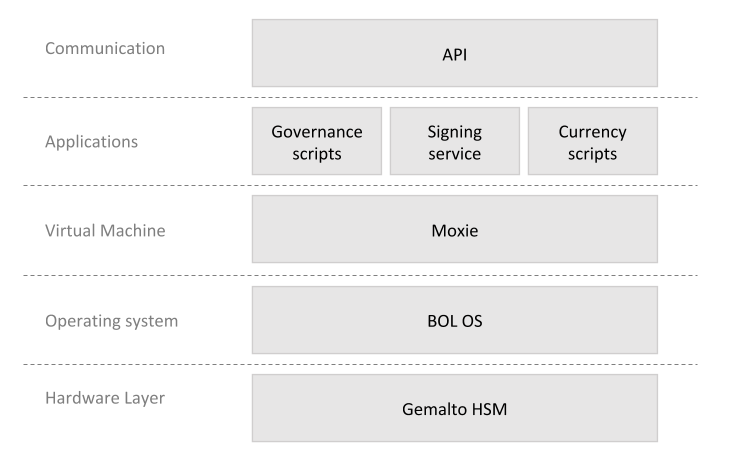 Communication
API
Applications
Governance
scripts
Signing
service
Currency
scripts
Virtual Machine
Moxie
Operating system
BOL OS
Hardware Layer
Gemalto HSM